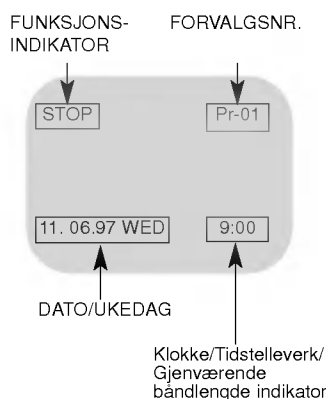 FUNKSJONS-
INDIKATOR
FORVALGSNR.
STOP
Pr-01
11. 06.97 WED
9:00
DATO/UKEDAG
Klokke/Tidstelleverk/
Gjenværende
båndlengde indikator